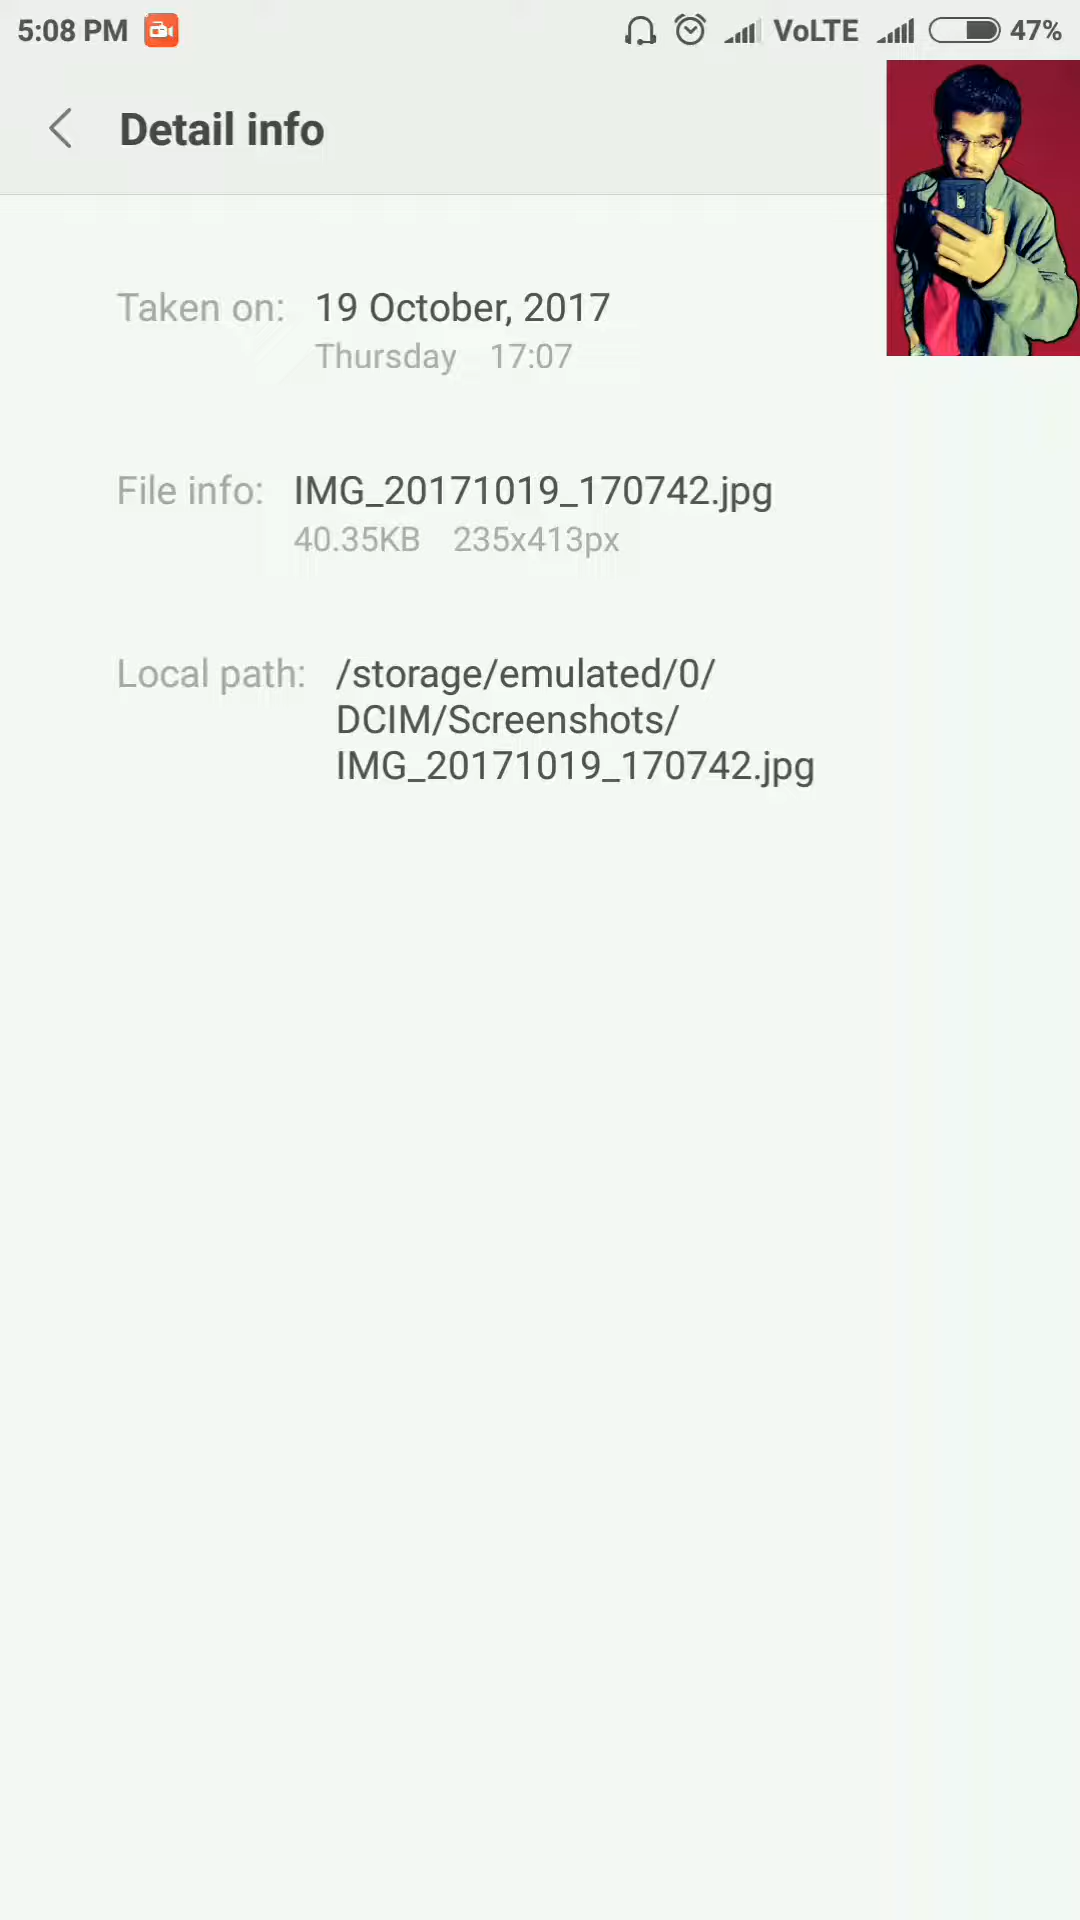 5:08 PM VoLTE 47%
Detail info
Taken on: 19 October, 2017
Thursday 17:07
File info: IMG_20171019_170742.jpg
40.35KB 235x413px
Local path: /storage/emulated/0/
DCIM/Screenshots/
IMG_20171019_170742.jpg